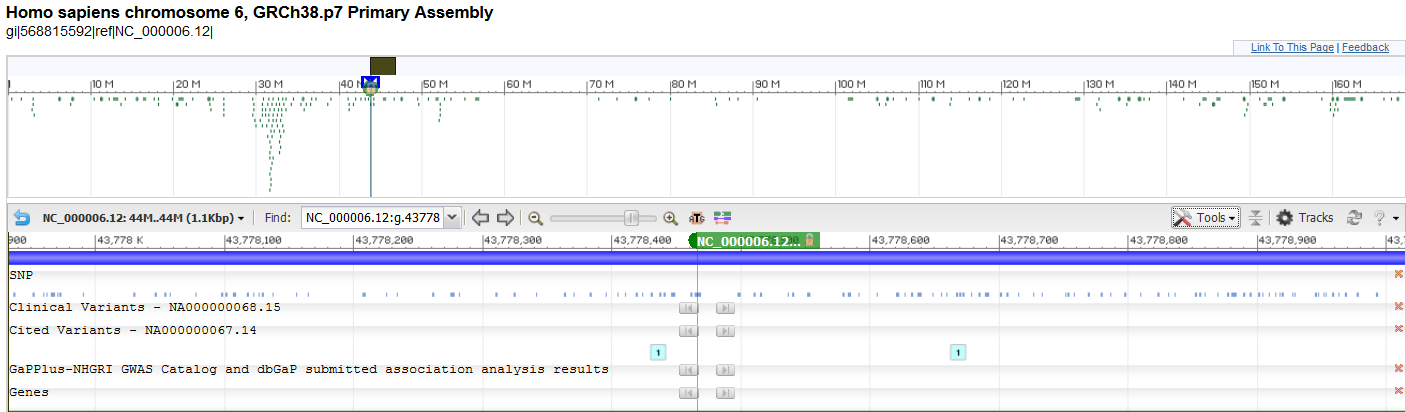 Homo sapiens chromosome 6, GRCh38.p7 Primary Assembly
gi|568815592|ref|NC_000006.12|
Link To This Page | Feedback
10 M 20 M 30 M 40 M 50 M 60 M 70 M 80 M 90 M 100 M 110 M 120 M 130 M 140 M 150 M 160 M
NC_000006.12: 44M..44M (1.1Kbp) Find: NC_000006.12:g.43778 ATG Tools Tracks ?
900 43,778 K 43,778,100 43,778,200 43,778,300 43,778,400 NC_000006.12... 43,778,600 43,778,700 43,778,800 43,778,900 43,7
SNP
Clinical Variants - NA000000068.15
Cited Variants - NA000000067.14
1 1
GaPPlus-NHGRI GWAS Catalog and dbGaP submitted association analysis results
Genes